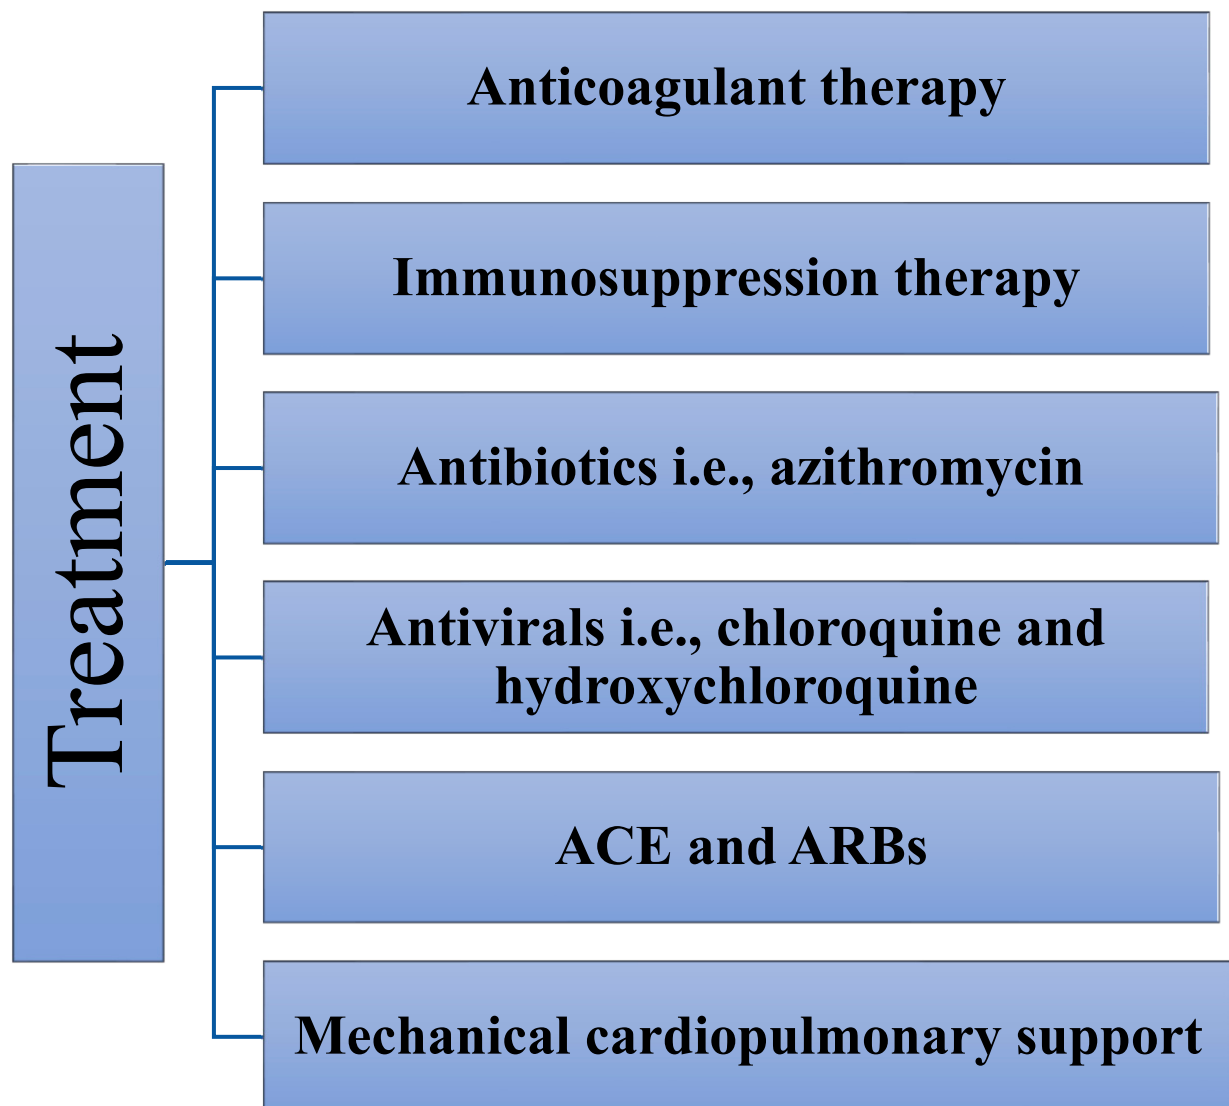 Treatment
Anticoagulant therapy
Immunosuppression therapy
Antibiotics i.e., azithromycin
Antivirals i.e., chloroquine and
hydroxychloroquine
ACE and ARBs
Mechanical cardiopulmonary support